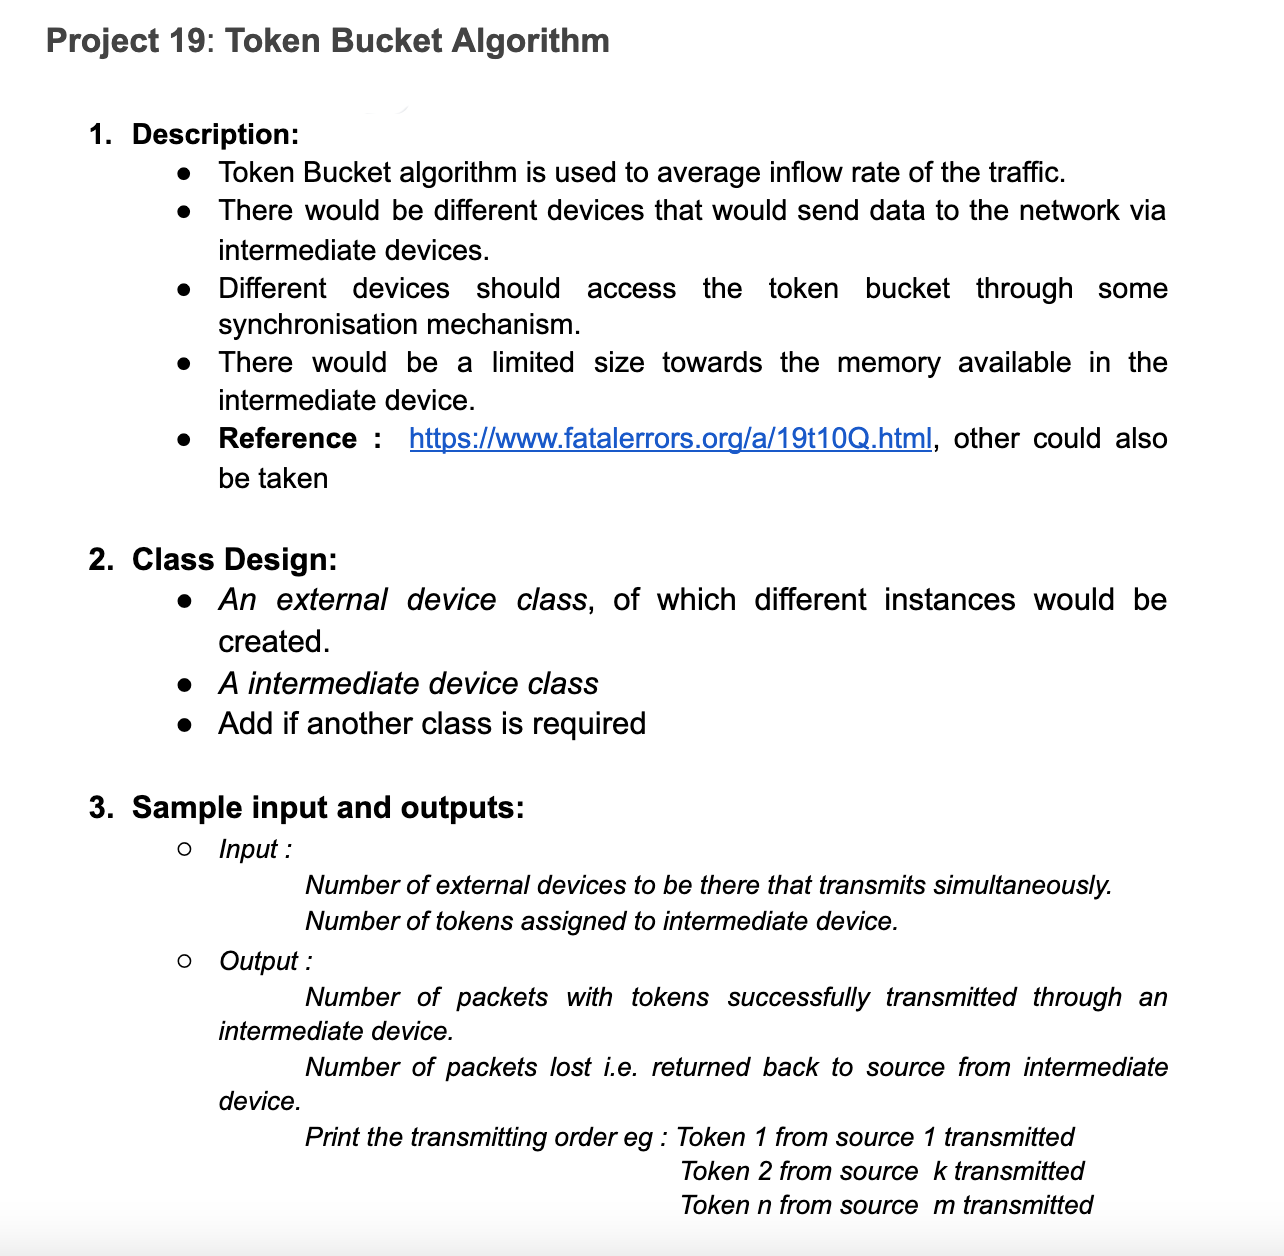 Project 19: Token Bucket Algorithm
1. Description:
● Token Bucket algorithm is used to average inflow rate of the traffic.
● There would be different devices that would send data to the network via
intermediate devices.
● Different devices should access the token bucket through some
synchronisation mechanism.
● There would be a limited size towards the memory available in the
intermediate device.
● Reference : https://www.fatalerrors.org/a/19t10Q.html, other could also
be taken
2. Class Design:
● An external device class, of which different instances would be
created.
● A intermediate device class
● Add if another class is required
3. Sample input and outputs:
○ Input :
Number of external devices to be there that transmits simultaneously.
Number of tokens assigned to intermediate device.
○ Output :
Number of packets with tokens successfully transmitted through an
intermediate device.
Number of packets lost i.e. returned back to source from intermediate
device.
Print the transmitting order eg : Token 1 from source 1 transmitted
Token 2 from source k transmitted
Token n from source m transmitted